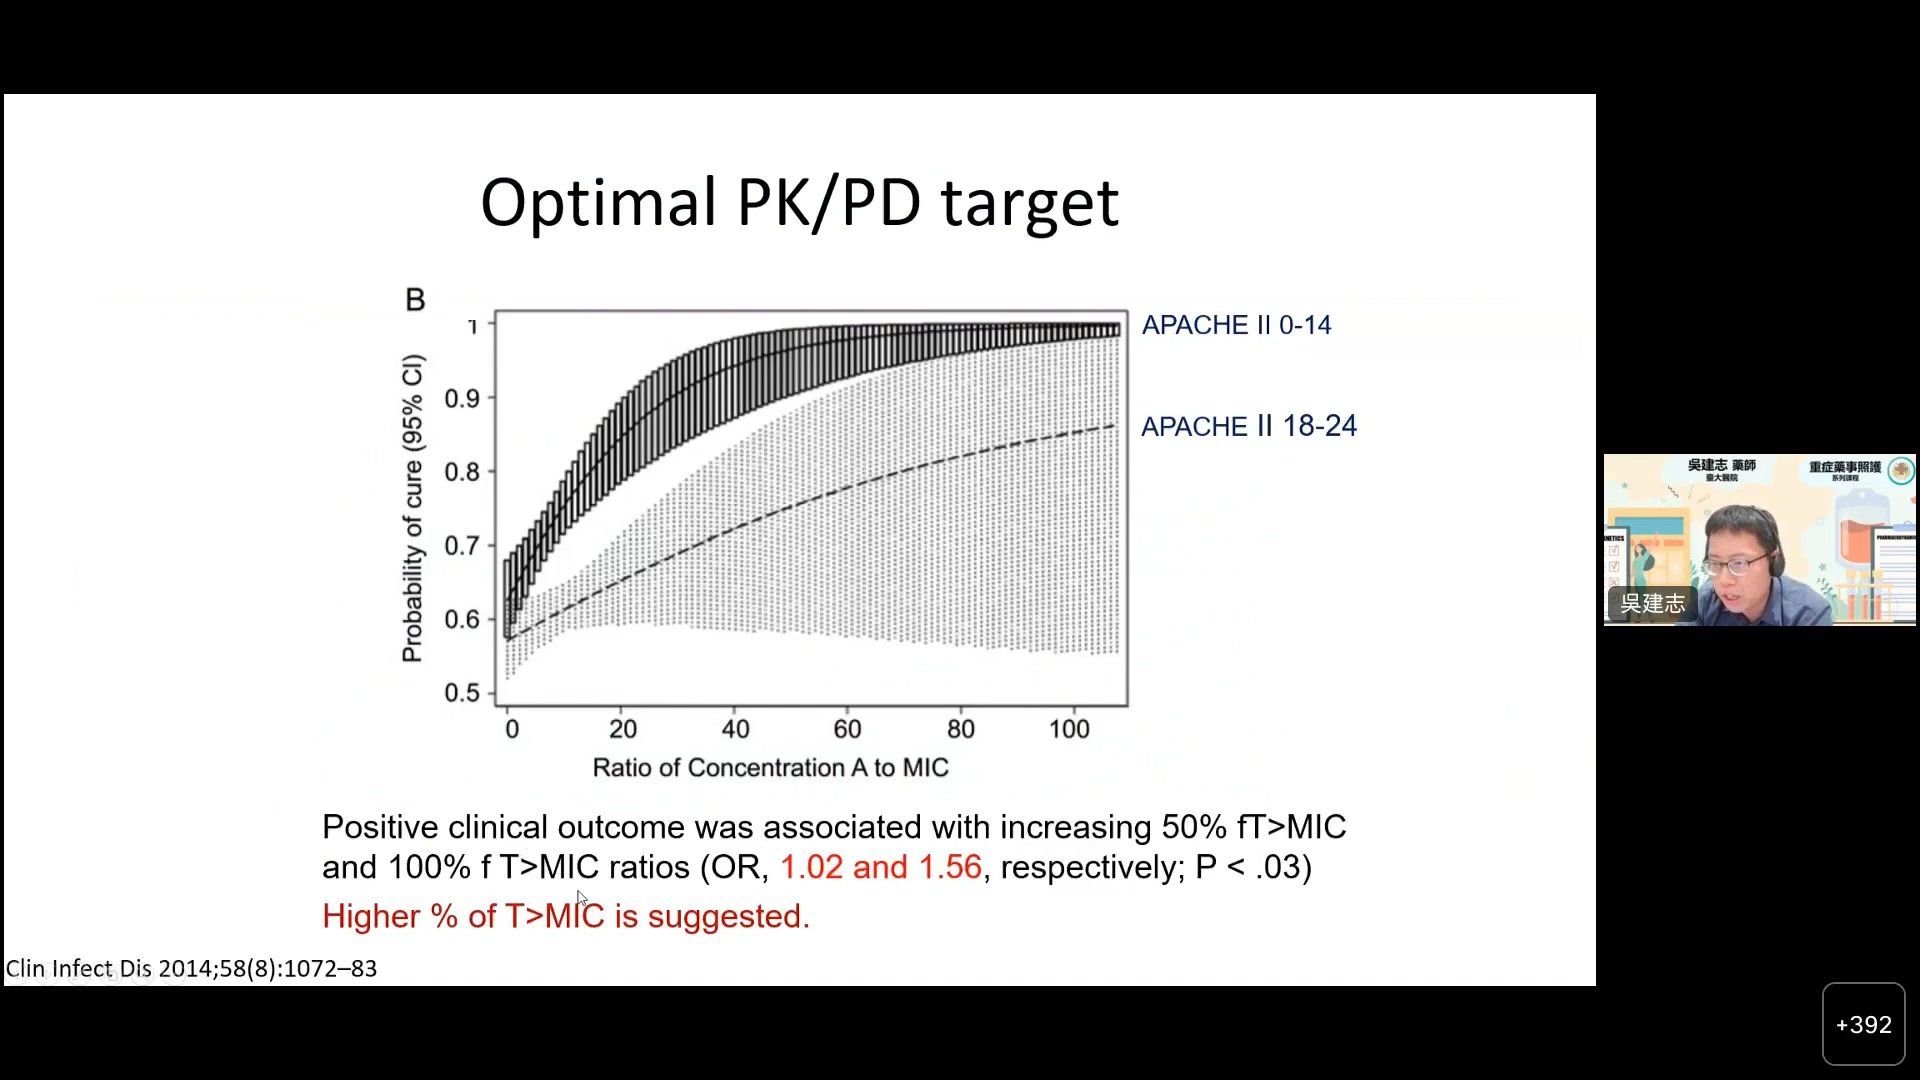 Optimal PK/PD target
B
1
0.9
0.8
0.7
0.6
0.5
Probability of cure (95% CI)
0 20 40 60 80 100
Ratio of Concentration A to MIC
APACHE II 0-14
APACHE II 18-24
Positive clinical outcome was associated with increasing 50% fT>MIC
and 100% f T>MIC ratios (OR, 1.02 and 1.56, respectively; P < .03)
Higher % of T>MIC is suggested.
Clin Infect Dis 2014;58(8):1072–83
吳建志 藥師
臺大醫院
重症藥事照護
系列課程
吳建志
+392